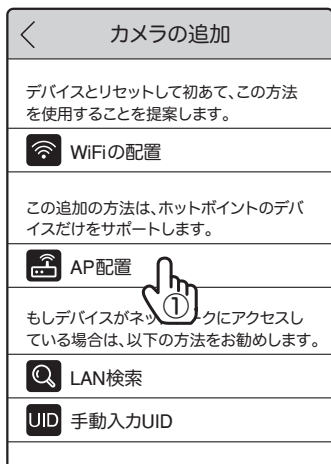 カメラの追加
デバイスとリセットして初あて、この方法
を使用することを提案します。
WiFiの配置
この追加の方法は、ホットポイントのデバ
イスだけをサポートします。
AP配置
①
もしデバイスがネッ ークにアクセスし
ている場合は、以下の方法をお勧めします。
LAN検索
UID 手動入力UID